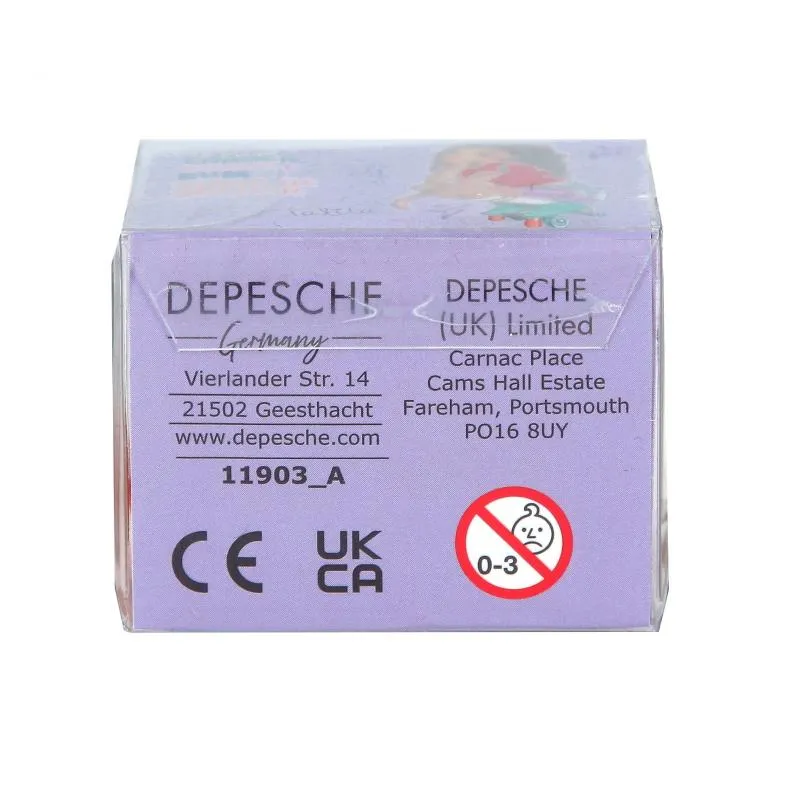 DEPESCHE
Germany
Vierlander Str. 14
21502 Geesthacht
www.depesche.com
11903_A
DEPESCHE
(UK) Limited
Carnac Place
Cams Hall Estate
Fareham, Portsmouth
PO16 8UY
CE
UK
CA
0-3